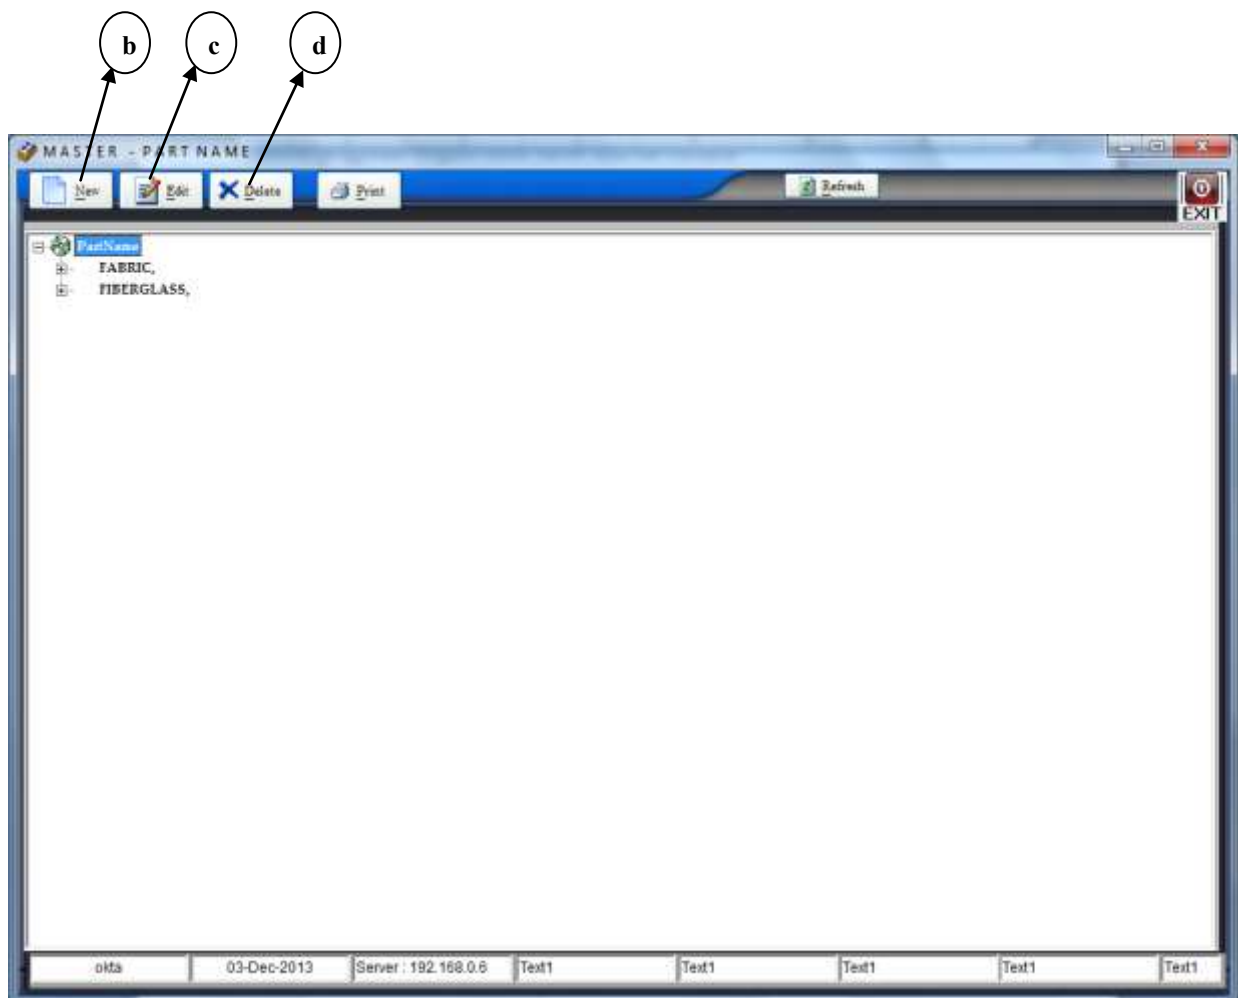 b c d
MASTER - PART NAME
New Edit Delete Print Refresh
EXIT
PartName
FABRIC,
FIBERGLASS,
okta 03-Dec-2013 Server : 192.168.0.6 Text1 Text1 Text1 Text1 Text1